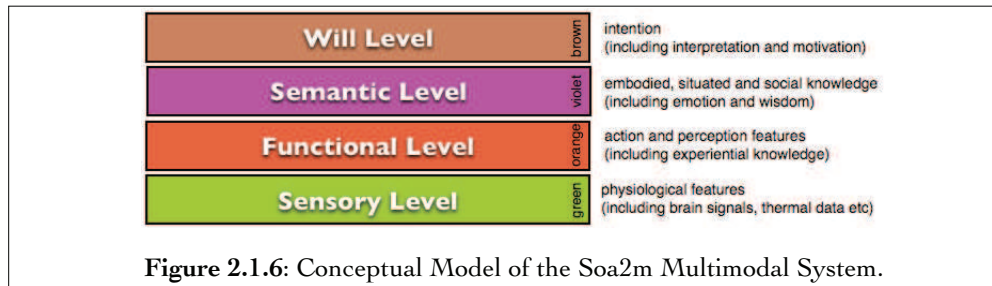 Will Level
brown
intention
(including interpretation and motivation)
Semantic Level
violet
embodied, situated and social knowledge
(including emotion and wisdom)
Functional Level
orange
action and perception features
(including experiential knowledge)
Sensory Level
green
physiological features
(including brain signals, thermal data etc)
Figure 2.1.6: Conceptual Model of the Soa2m Multimodal System.